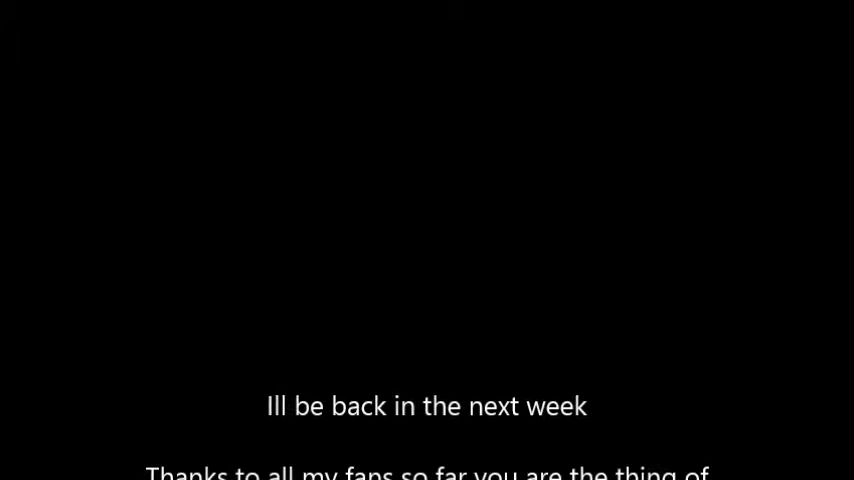 Ill be back in the next week
Thanks to all my fans so far you are the thing of